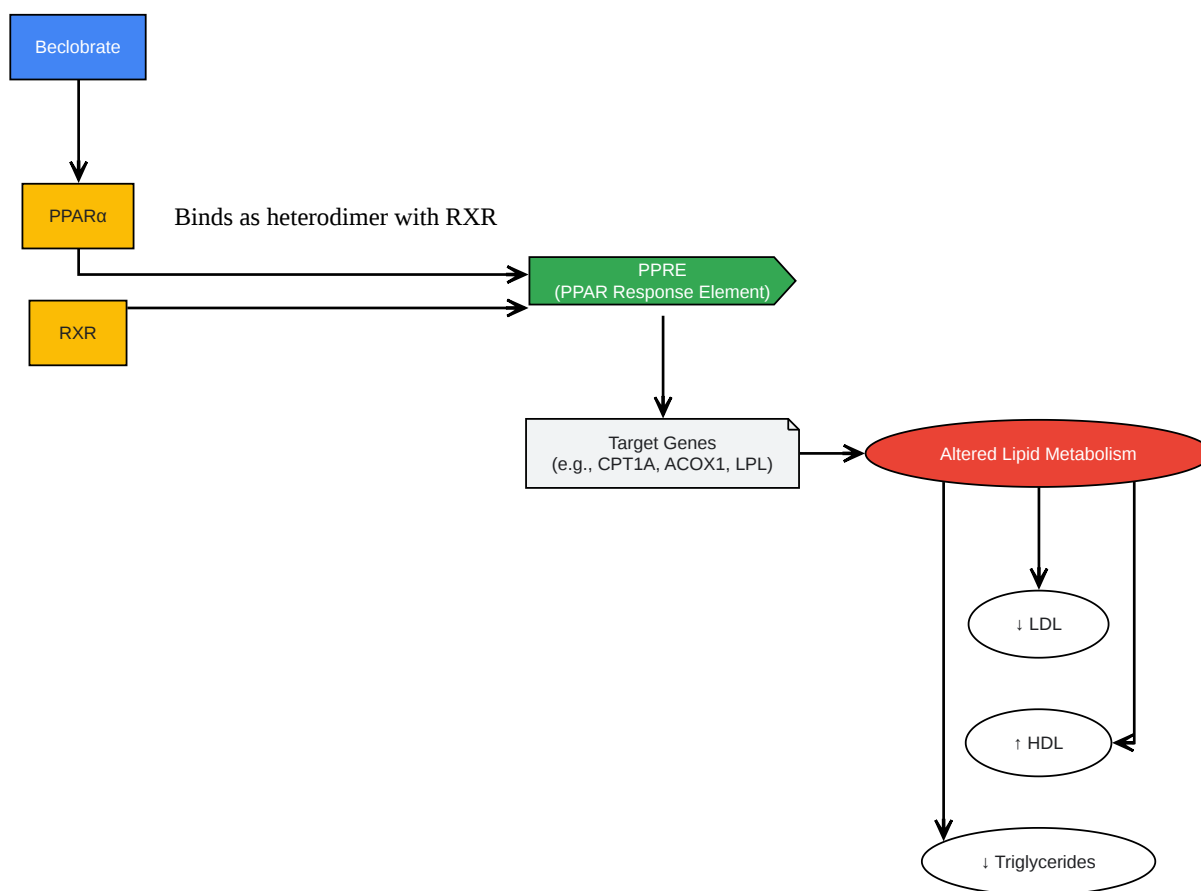 Beclobrate
PPARα
Binds as heterodimer with RXR
PPRE
(PPAR Response Element)
RXR
Target Genes
(e.g., CPT1A, ACOX1, LPL)
Altered Lipid Metabolism
↓ LDL
↑ HDL
↓ Triglycerides